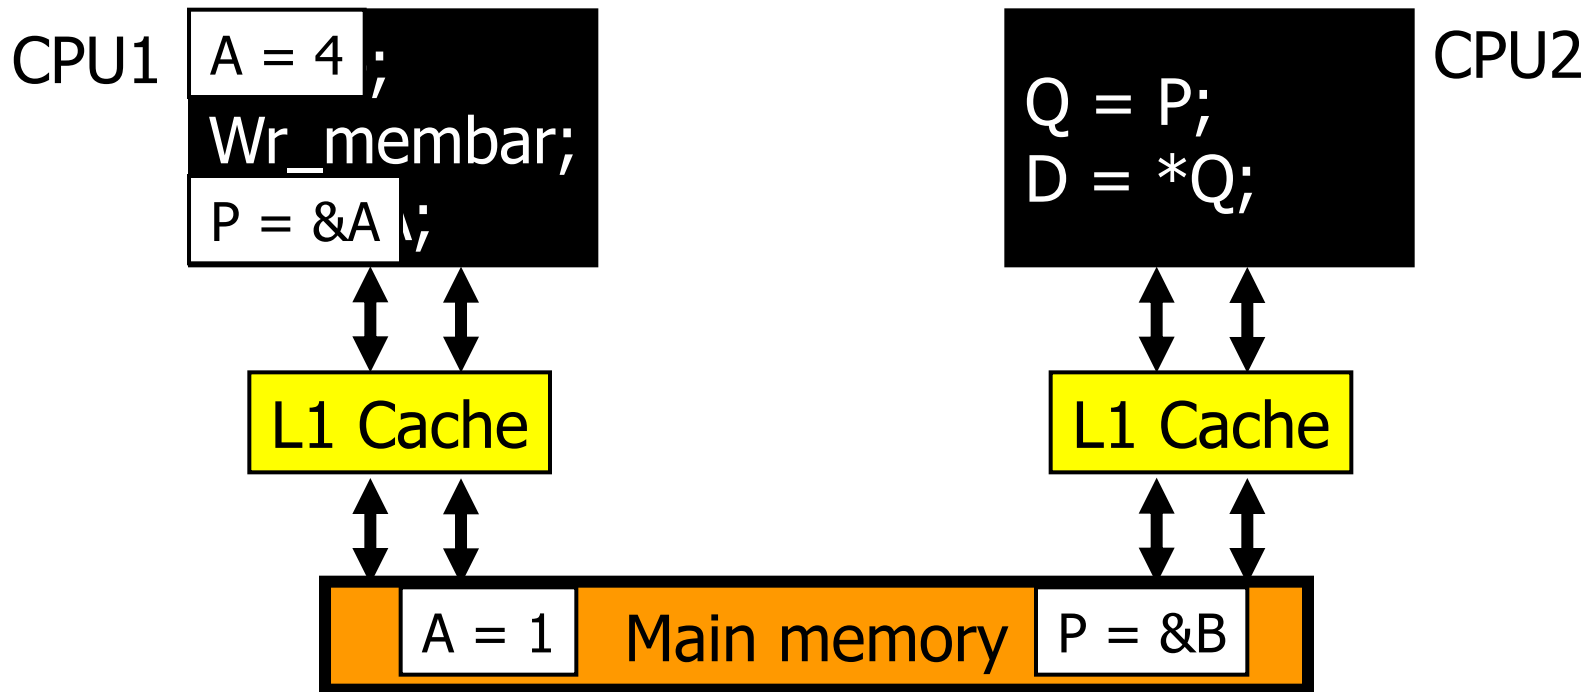 CPU1
A = 4 ;
Wr_membar;
P = &A ;
Q = P;
D = *Q;
CPU2
L1 Cache
L1 Cache
A = 1
Main memory
P = &B